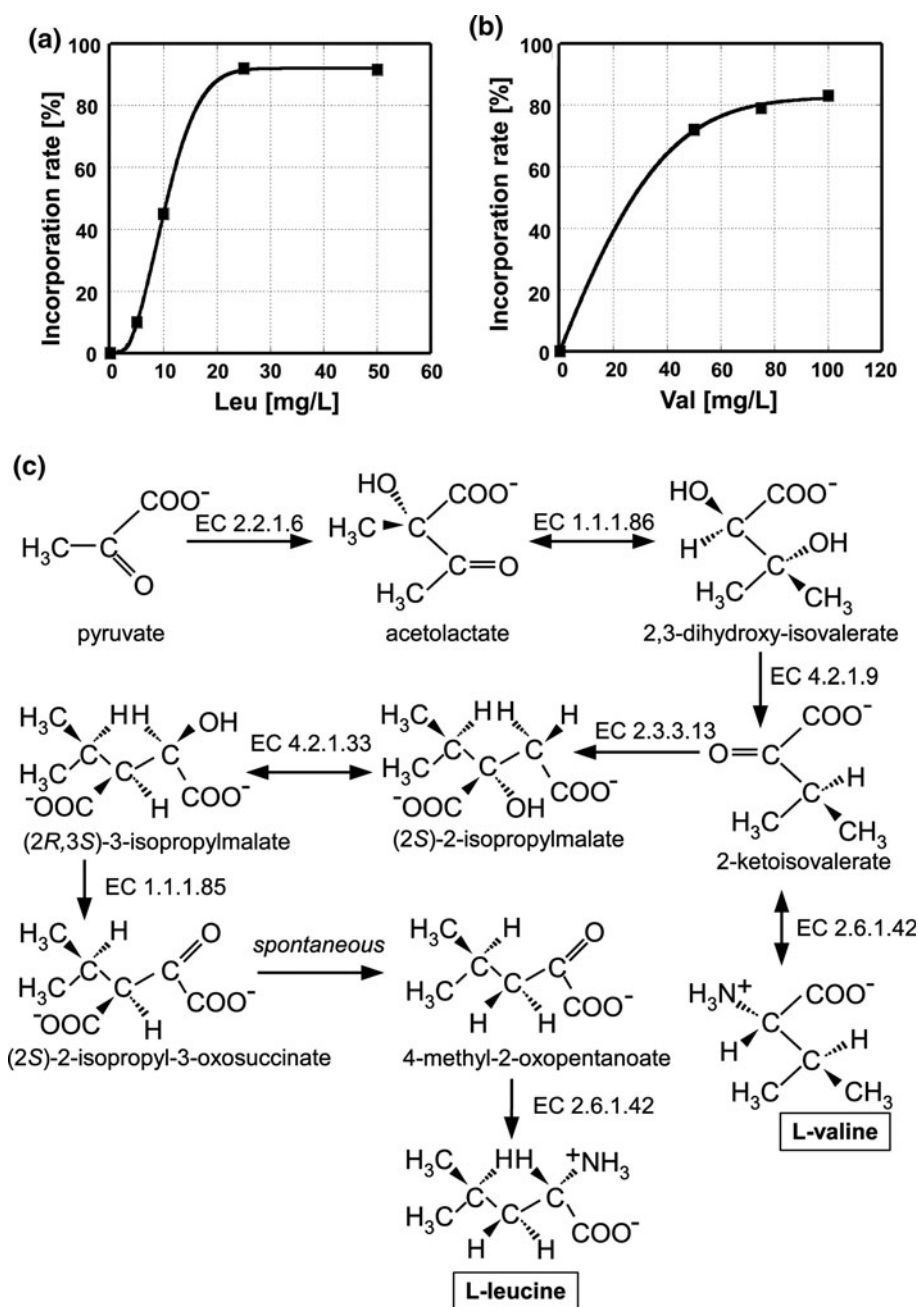 (a)
Incorporation rate [%]
100
80
60
40
20
0
0 10 20 30 40 50 60
Leu [mg/L]
(b)
Incorporation rate [%]
100
80
60
40
20
0
0 20 40 60 80 100 120
Val [mg/L]
(c)
COO⁻
H₃C C
O
pyruvate
EC 2.2.1.6
HO COO⁻
H₃C C
C O
H₃C
acetolactate
EC 1.1.1.86
HO COO⁻
C
H OH
C
H₃C CH₃
2,3-dihydroxy-isovalerate
EC 4.2.1.9
H₃C H H OH
C C
H₃C C
⁻OOC H COO⁻
(2R,3S)-3-isopropylmalate
EC 4.2.1.33
H₃C H H H
C C
H₃C C
⁻OOC OH COO⁻
(2S)-2-isopropylmalate
EC 2.3.3.13
COO⁻
O C
H
C
H₃C CH₃
2-ketoisovalerate
EC 1.1.1.85
EC 2.6.1.42
H₃C H O
C C
H₃C C COO⁻
⁻OOC H
(2S)-2-isopropyl-3-oxosuccinate
spontaneous
H₃C H O
C C
H₃C C COO⁻
H H
4-methyl-2-oxopentanoate
EC 2.6.1.42
H₃N⁺ COO⁻
C
H H
C
H₃C CH₃
L-valine
H₃C H H ⁺NH₃
C C
H₃C C COO⁻
H H
L-leucine